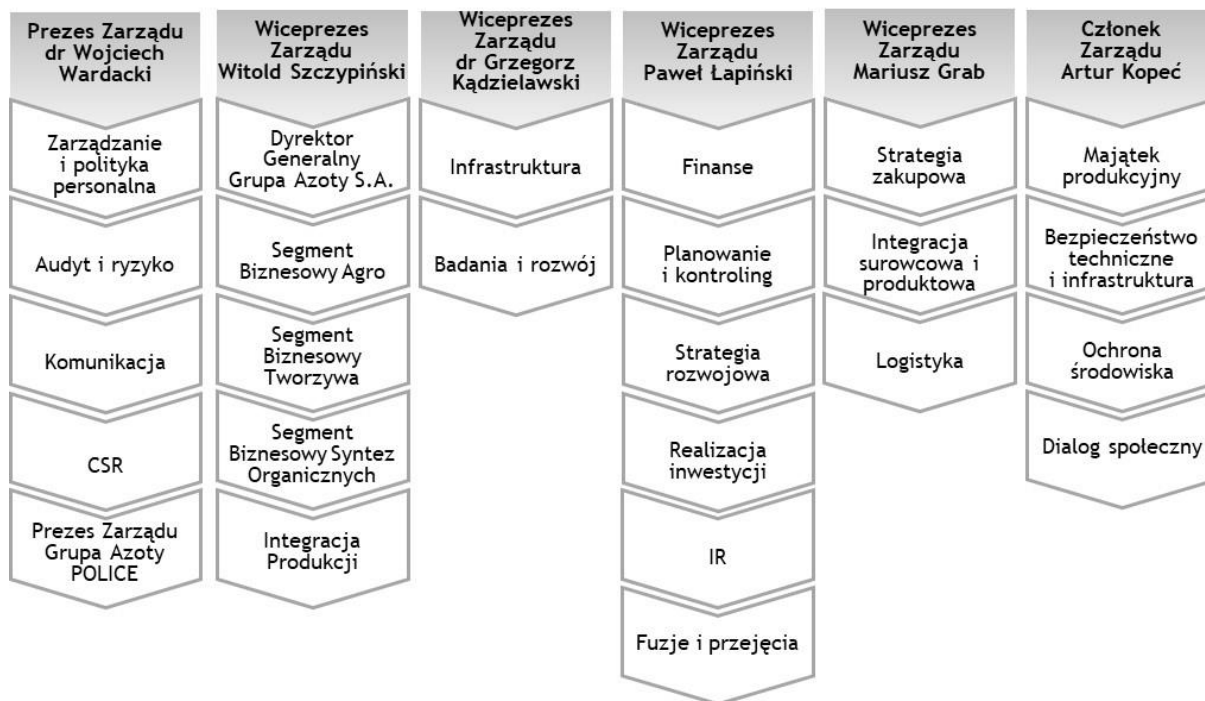 Prezes Zarządu
dr Wojciech
Wardacki
Zarządzanie
i polityka
personalna
Audyt i ryzyko
Komunikacja
CSR
Prezes Zarządu
Grupa Azoty
POLICE
Wiceprezes
Zarządu
Witold Szczypiński
Dyrektor
Generalny
Grupa Azoty S.A.
Segment
Biznesowy Agro
Segment
Biznesowy
Tworzywa
Segment
Biznesowy Syntez
Organicznych
Integracja
Produkcji
Wiceprezes
Zarządu
dr Grzegorz
Kądzielawski
Infrastruktura
Badania i rozwój
Wiceprezes
Zarządu
Paweł Łapiński
Finanse
Planowanie
i kontroling
Strategia
rozwojowa
Realizacja
inwestycji
IR
Fuzje i przejęcia
Wiceprezes
Zarządu
Mariusz Grab
Strategia
zakupowa
Integracja
surowcowa i
produktowa
Logistyka
Członek
Zarządu
Artur Kopeć
Majątek
produkcyjny
Bezpieczeństwo
techniczne
i infrastruktura
Ochrona
środowiska
Dialog społeczny